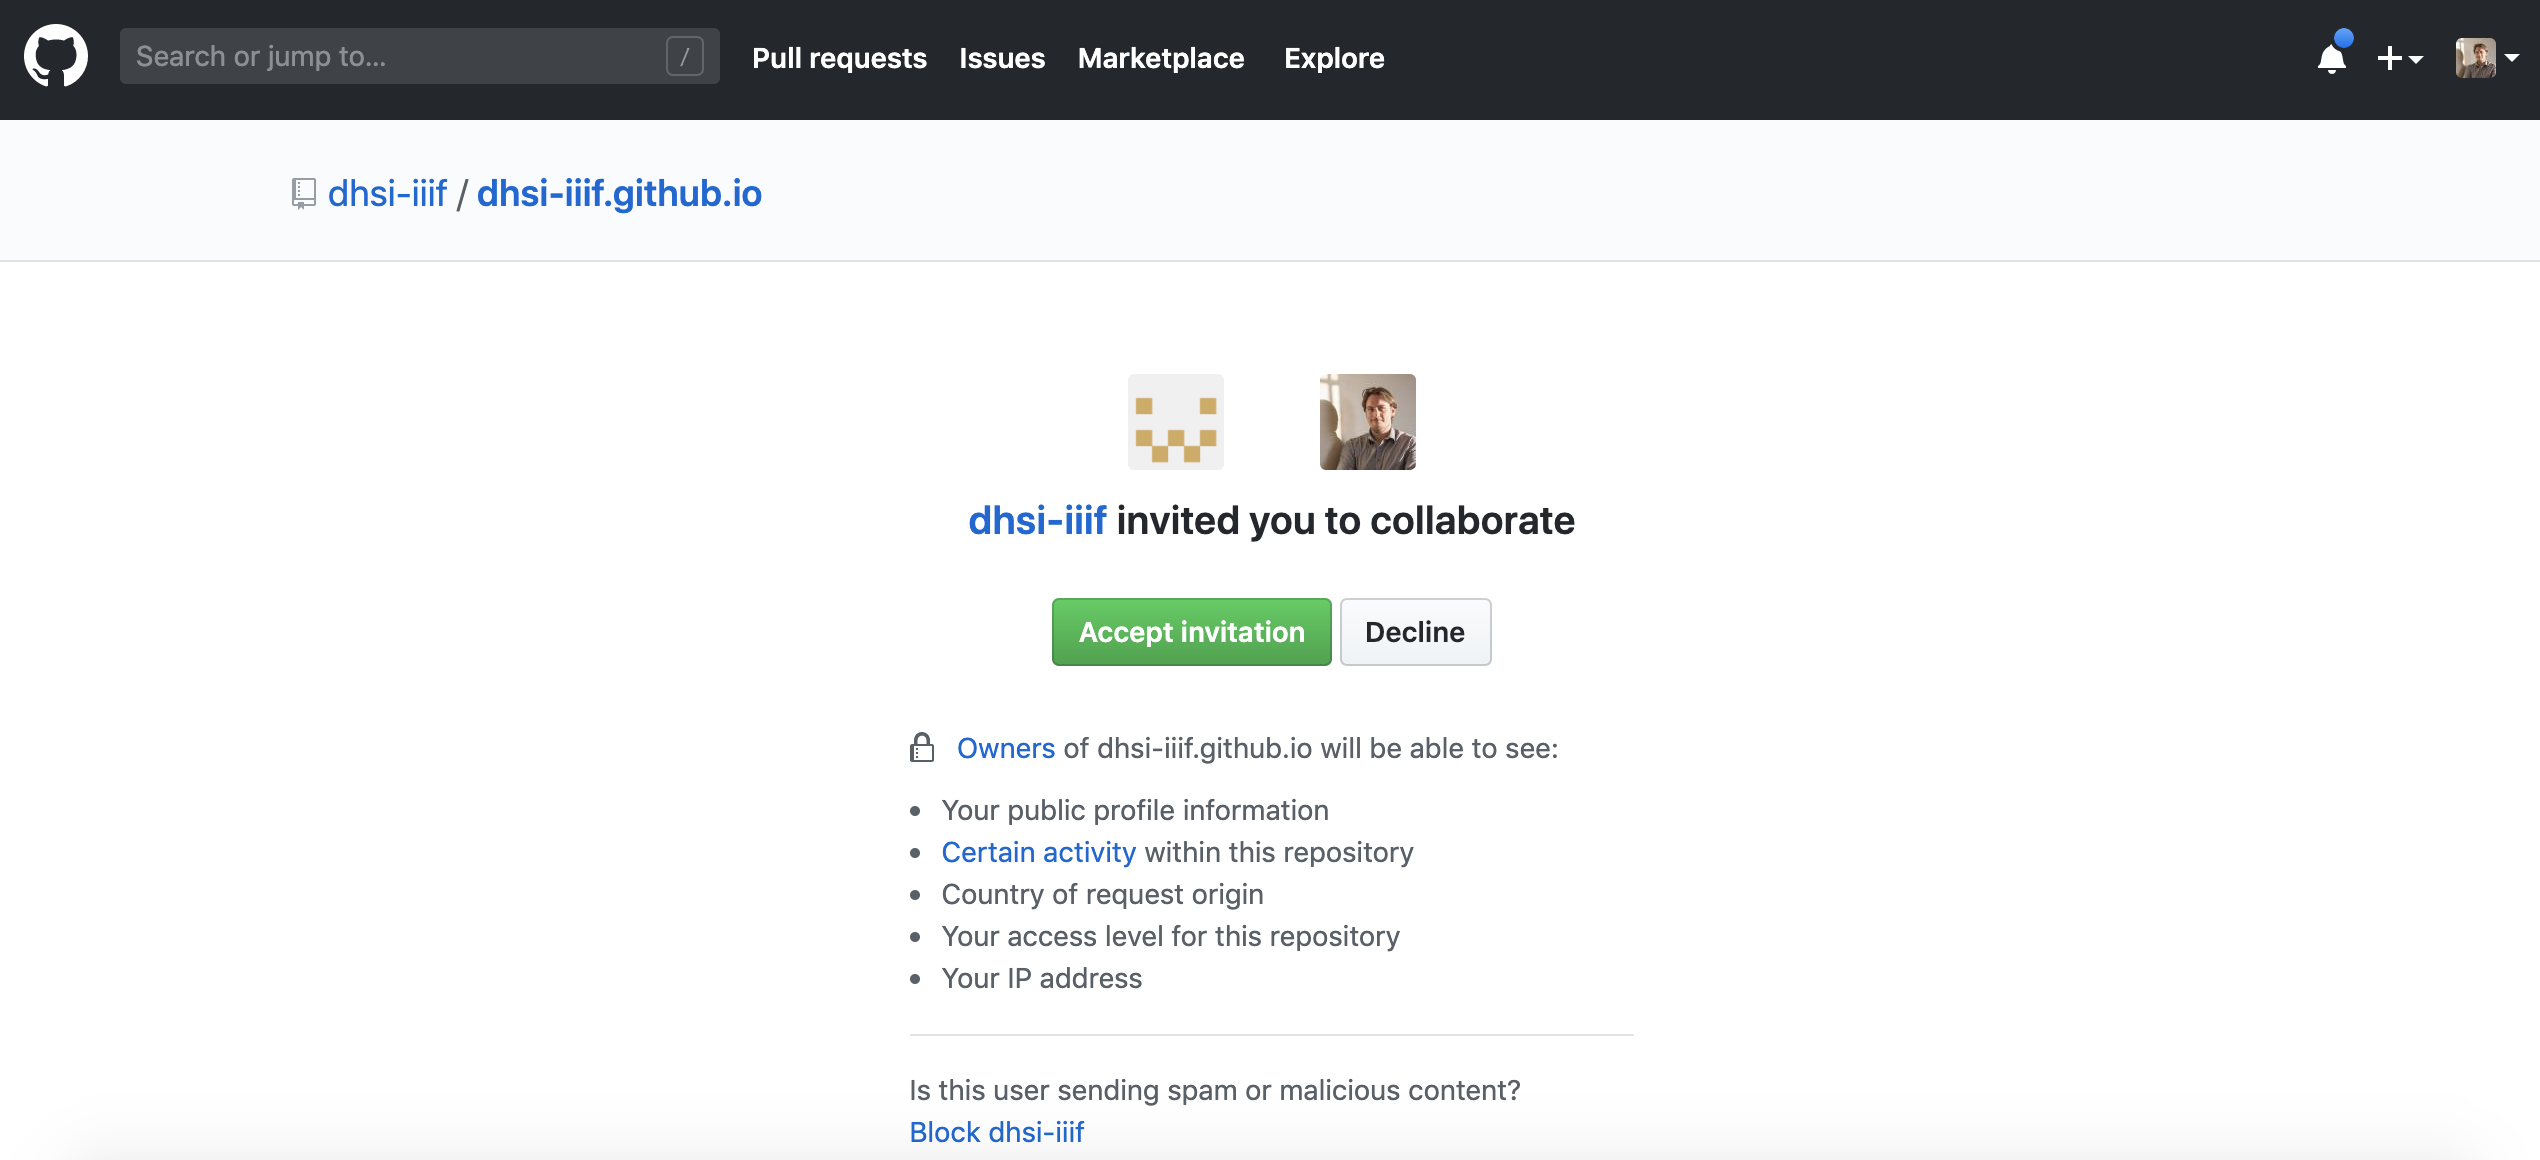 Search or jump to... /
Pull requests Issues Marketplace Explore
dhsi-iiif / dhsi-iiif.github.io
dhsi-iiif invited you to collaborate
Accept invitation Decline
Owners of dhsi-iiif.github.io will be able to see:
• Your public profile information
• Certain activity within this repository
• Country of request origin
• Your access level for this repository
• Your IP address
Is this user sending spam or malicious content?
Block dhsi-iiif